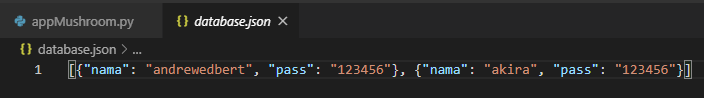 appMushroom.py
{} database.json ×
{} database.json > ...
1 [{"nama": "andrewedbert", "pass": "123456"}, {"nama": "akira", "pass": "123456"}]